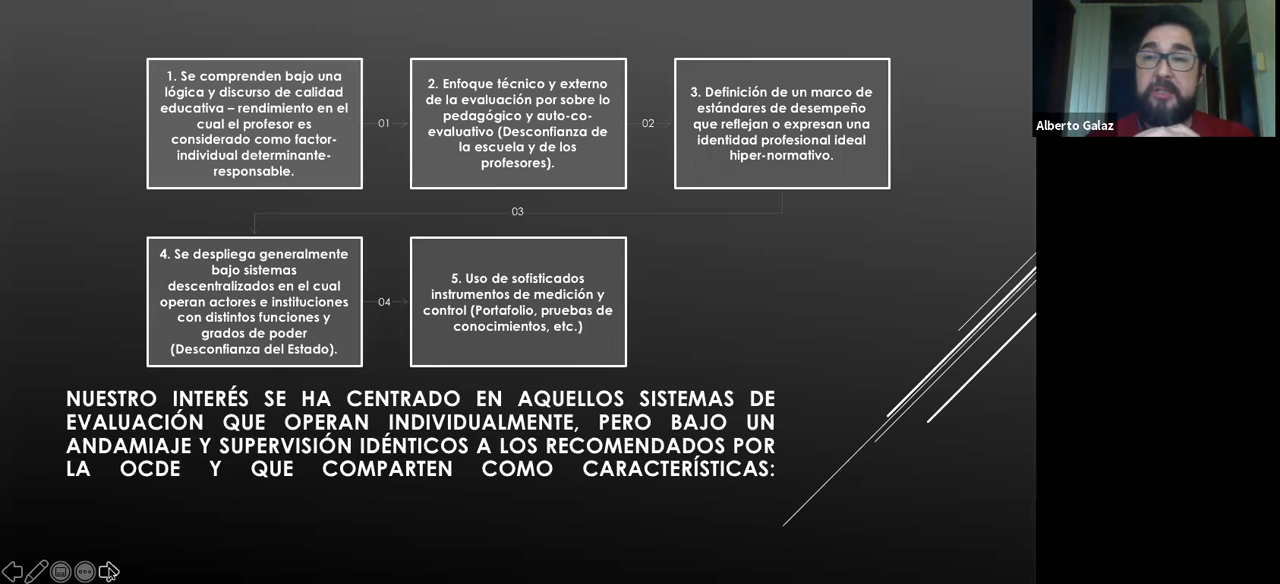 1. Se comprenden bajo una
lógica y discurso de calidad
educativa – rendimiento en el
cual el profesor es
considerado como factor-
individual determinante-
responsable.
01
2. Enfoque técnico y externo
de la evaluación por sobre lo
pedagógico y auto-co-
evaluativo (Desconfianza de
la escuela y de los
profesores).
02
3. Definición de un marco de
estándares de desempeño
que reflejan o expresan una
identidad profesional ideal
hiper-normativo.
03
4. Se despliega generalmente
bajo sistemas
descentralizados en el cual
operan actores e instituciones
con distintos funciones y
grados de poder
(Desconfianza del Estado).
04
5. Uso de sofisticados
instrumentos de medición y
control (Portafolio, pruebas de
conocimientos, etc.)
NUESTRO INTERÉS SE HA CENTRADO EN AQUELLOS SISTEMAS DE
EVALUACIÓN QUE OPERAN INDIVIDUALMENTE, PERO BAJO UN
ANDAMIAJE Y SUPERVISIÓN IDÉNTICOS A LOS RECOMENDADOS POR
LA OCDE Y QUE COMPARTEN COMO CARACTERÍSTICAS:
Alberto Galaz